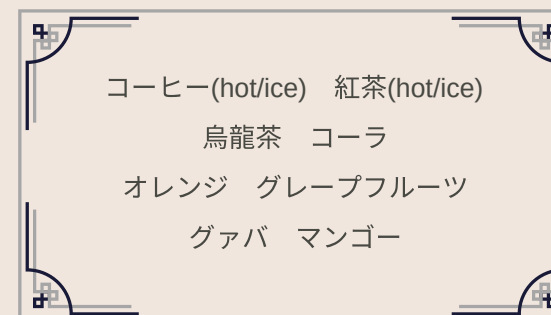 コーヒー(hot/ice)　紅茶(hot/ice)
烏龍茶　コーラ
オレンジ　グレープフルーツ
グァバ　マンゴー